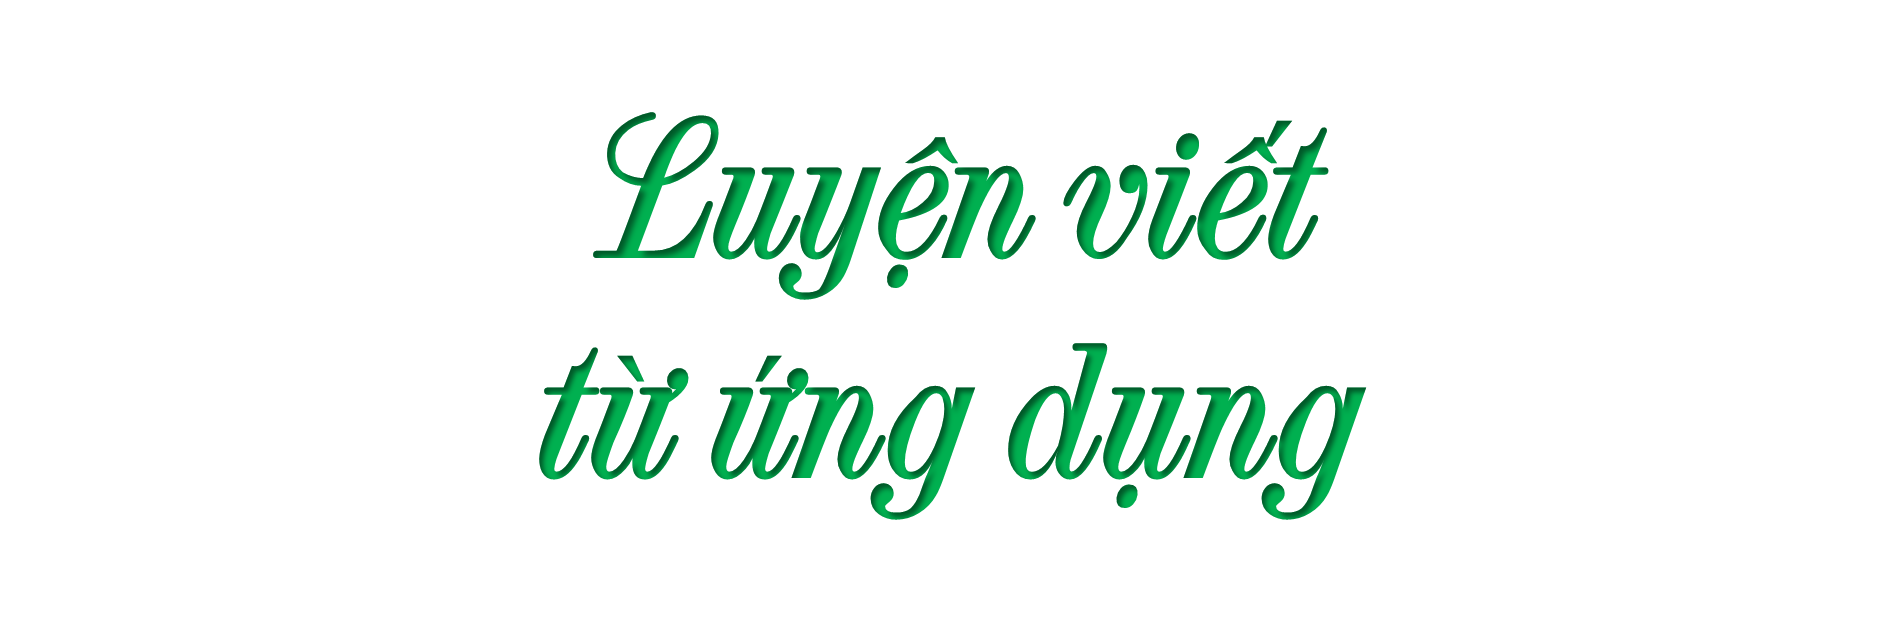 Luyện viết
từ ứng dụng